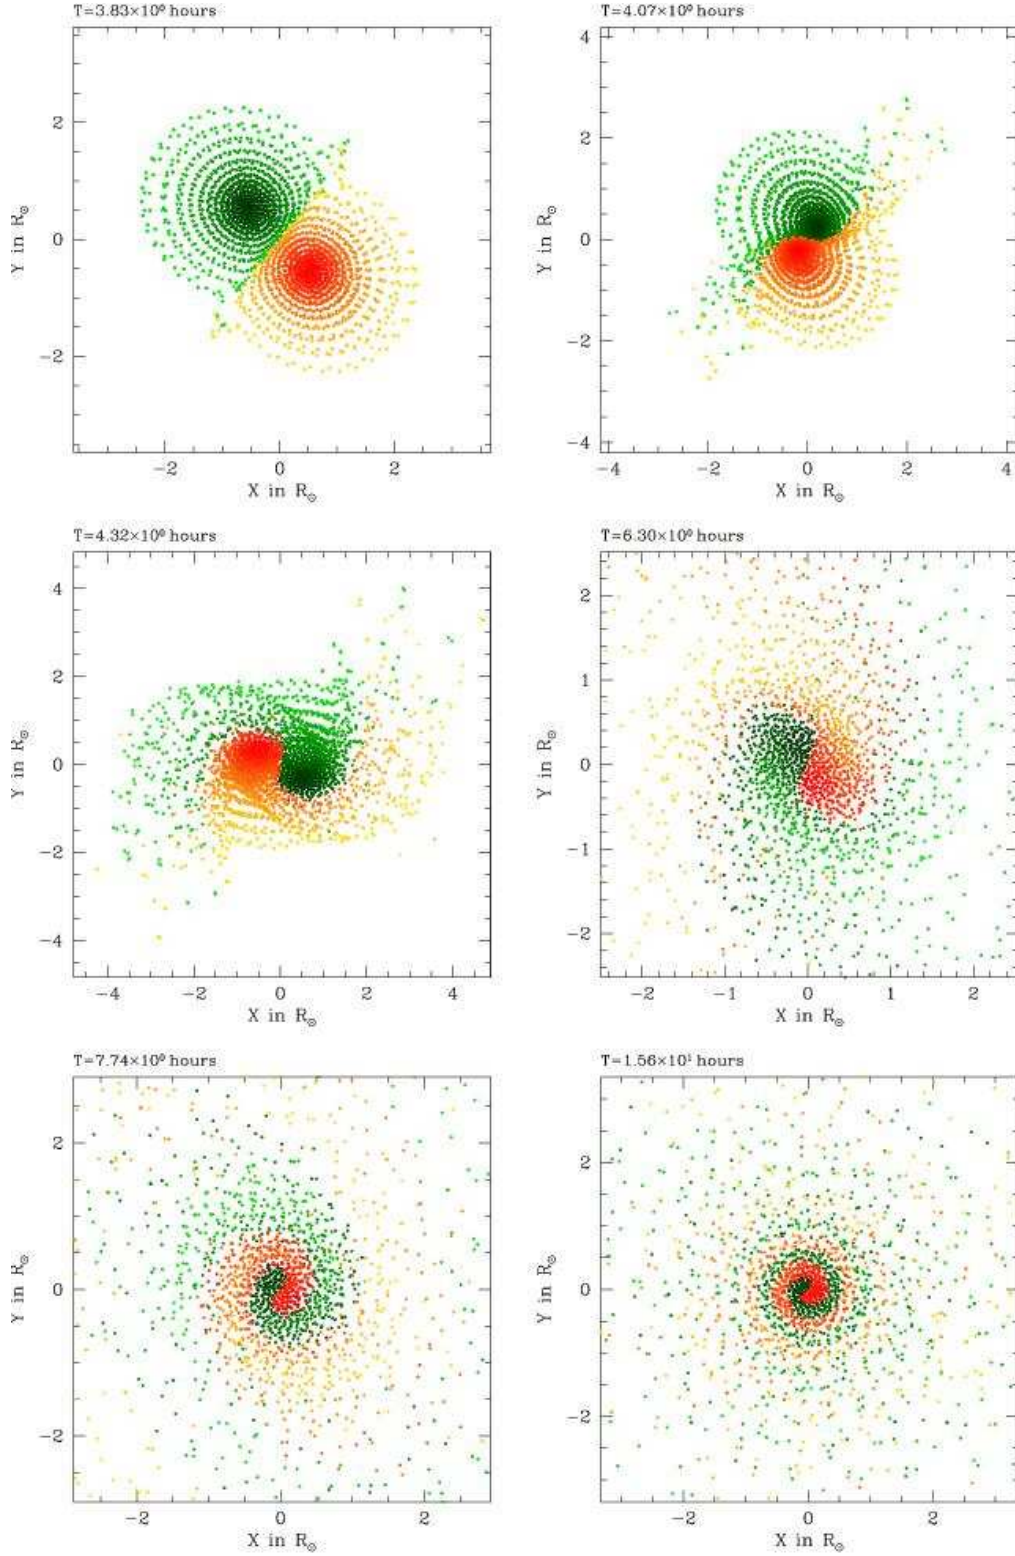 T=3.83×10⁰ hours
T=4.07×10⁰ hours
2
0
−2
Y in R☉
−2 0 2
X in R☉
4
2
0
−2
−4
Y in R☉
−4 −2 0 2 4
X in R☉
T=4.32×10⁰ hours
T=6.30×10⁰ hours
4
2
0
−2
−4
Y in R☉
−4 −2 0 2 4
X in R☉
2
1
0
−1
−2
Y in R☉
−2 −1 0 1 2
X in R☉
T=7.74×10⁰ hours
T=1.56×10¹ hours
2
0
−2
Y in R☉
−2 0 2
X in R☉
2
0
−2
Y in R☉
−2 0 2
X in R☉